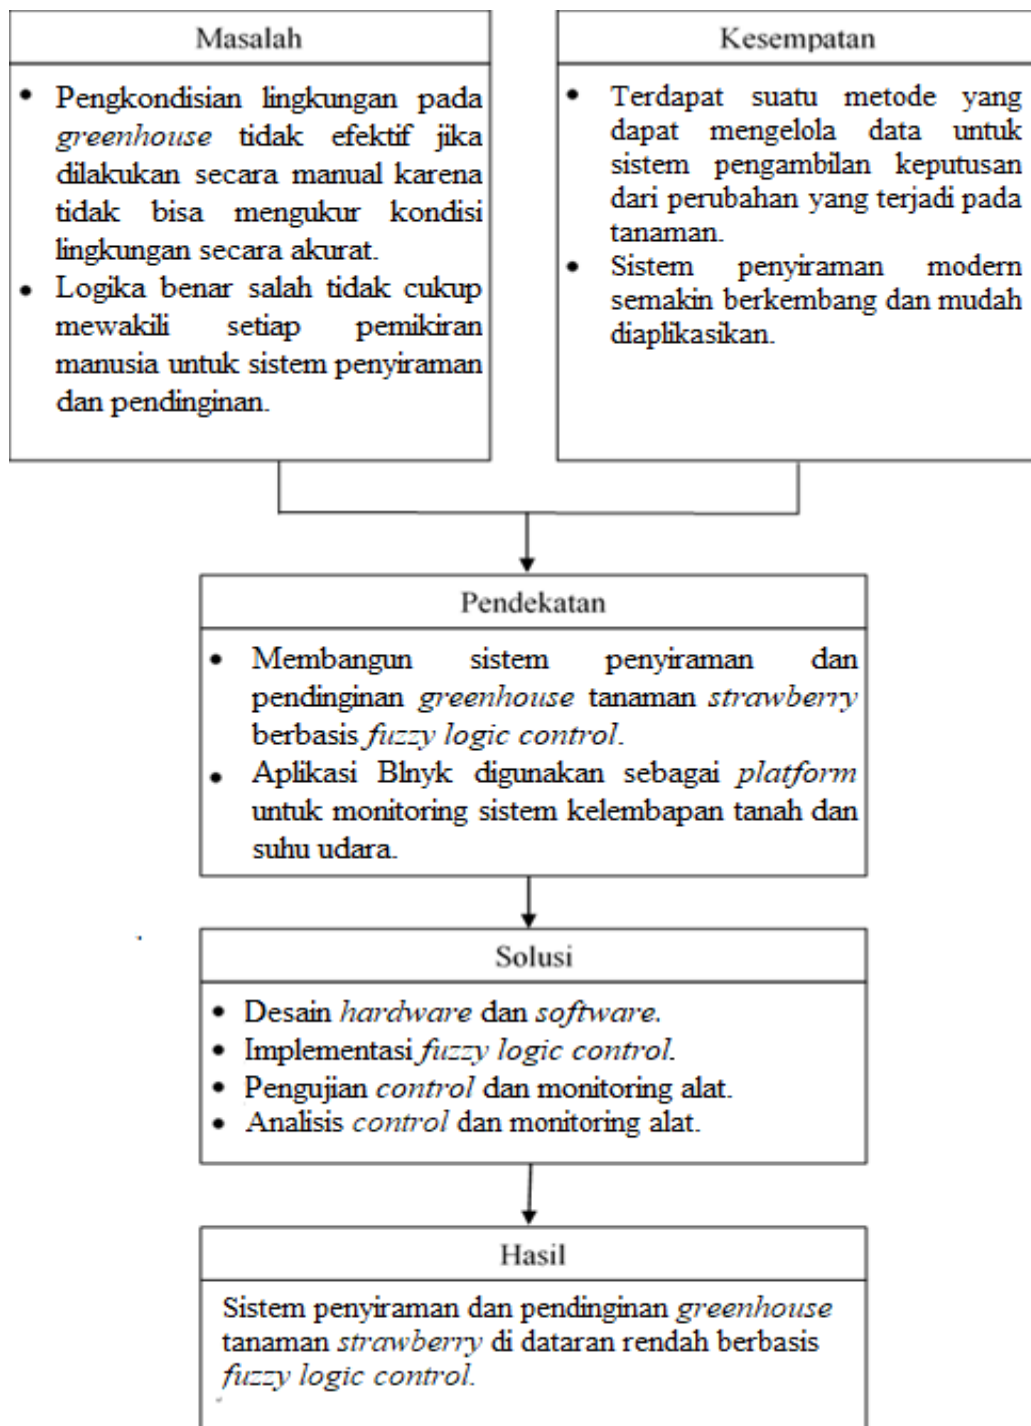 Masalah
Pengkondisian lingkungan pada
greenhouse tidak efektif jika
dilakukan secara manual karena
tidak bisa mengukur kondisi
lingkungan secara akurat.
Logika benar salah tidak cukup
mewakili setiap pemikiran
manusia untuk sistem penyiraman
dan pendinginan.
Kesempatan
Terdapat suatu metode yang
dapat mengelola data untuk
sistem pengambilan keputusan
dari perubahan yang terjadi pada
tanaman.
Sistem penyiraman modern
semakin berkembang dan mudah
diaplikasikan.
Pendekatan
Membangun sistem penyiraman dan
pendinginan greenhouse tanaman strawberry
berbasis fuzzy logic control.
Aplikasi Blnyk digunakan sebagai platform
untuk monitoring sistem kelembapan tanah dan
suhu udara.
Solusi
Desain hardware dan software.
Implementasi fuzzy logic control.
Pengujian control dan monitoring alat.
Analisis control dan monitoring alat.
Hasil
Sistem penyiraman dan pendinginan greenhouse
tanaman strawberry di dataran rendah berbasis
fuzzy logic control.